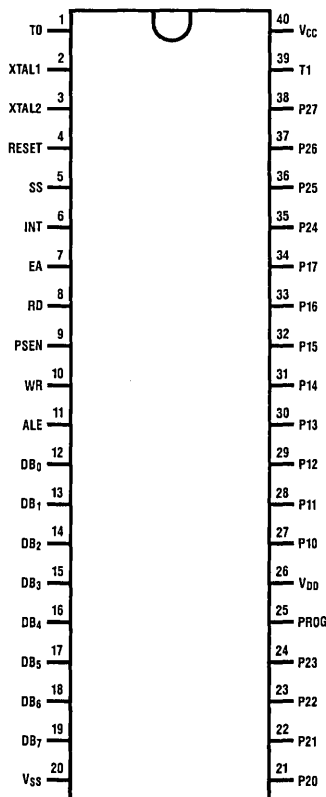 T0 1 40 VCC
XTAL1 2 39 T1
XTAL2 3 38 P27
RESET 4 37 P26
SS 5 36 P25
INT 6 35 P24
EA 7 34 P17
RD 8 33 P16
PSEN 9 32 P15
WR 10 31 P14
ALE 11 30 P13
DB0 12 29 P12
DB1 13 28 P11
DB2 14 27 P10
DB3 15 26 VDD
DB4 16 25 PROG
DB5 17 24 P23
DB6 18 23 P22
DB7 19 22 P21
VSS 20 21 P20